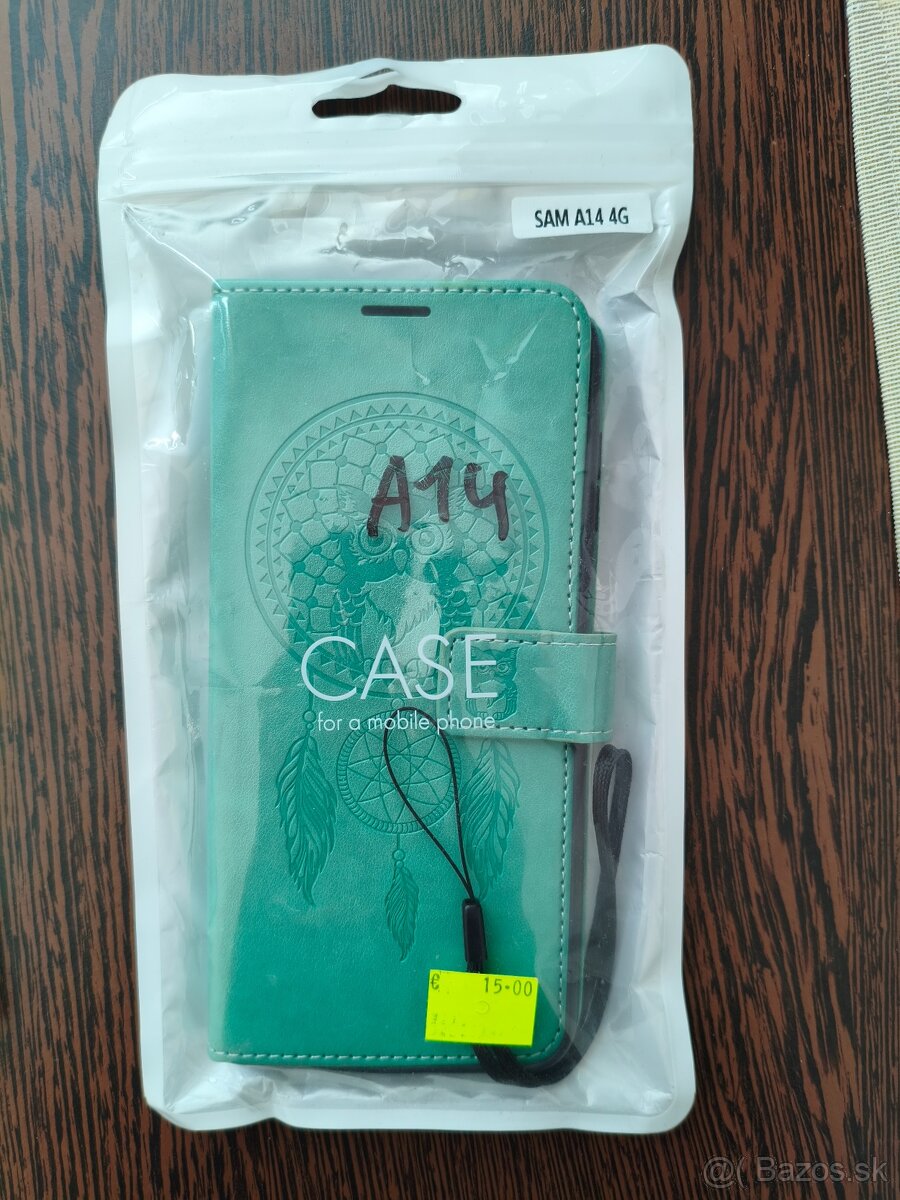 SAM A14 4G
A14
CASE
for a mobile phone
€ 15.00
@( Bazos.sk